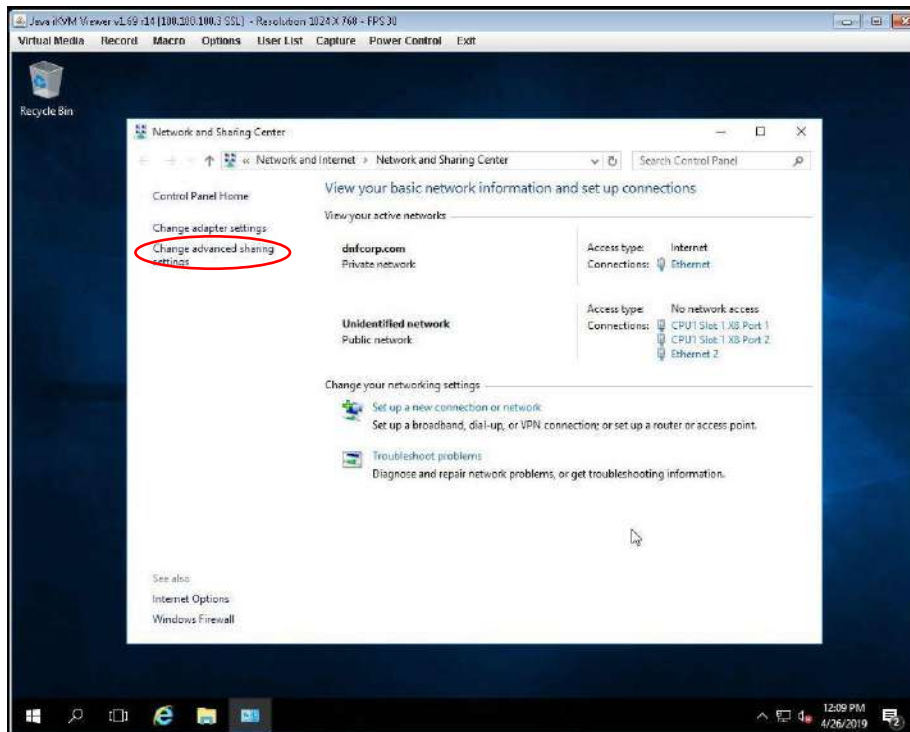 Java iKVM Viewer v1.69 r14 [100.100.100.3 SSL] - Resolution 1024 X 768 - FPS 30
Virtual Media Record Macro Options User List Capture Power Control Exit
Recycle Bin
Network and Sharing Center
« Network and Internet > Network and Sharing Center
Search Control Panel
Control Panel Home
Change adapter settings
Change advanced sharing
settings
View your basic network information and set up connections
View your active networks
dnfcorp.com
Private network
Access type: Internet
Connections: Ethernet
Unidentified network
Public network
Access type: No network access
Connections: CPU1 Slot 1 X8 Port 1
CPU1 Slot 1 X8 Port 2
Ethernet 2
Change your networking settings
Set up a new connection or network
Set up a broadband, dial-up, or VPN connection; or set up a router or access point.
Troubleshoot problems
Diagnose and repair network problems, or get troubleshooting information.
See also
Internet Options
Windows Firewall
12:09 PM
4/26/2019
2